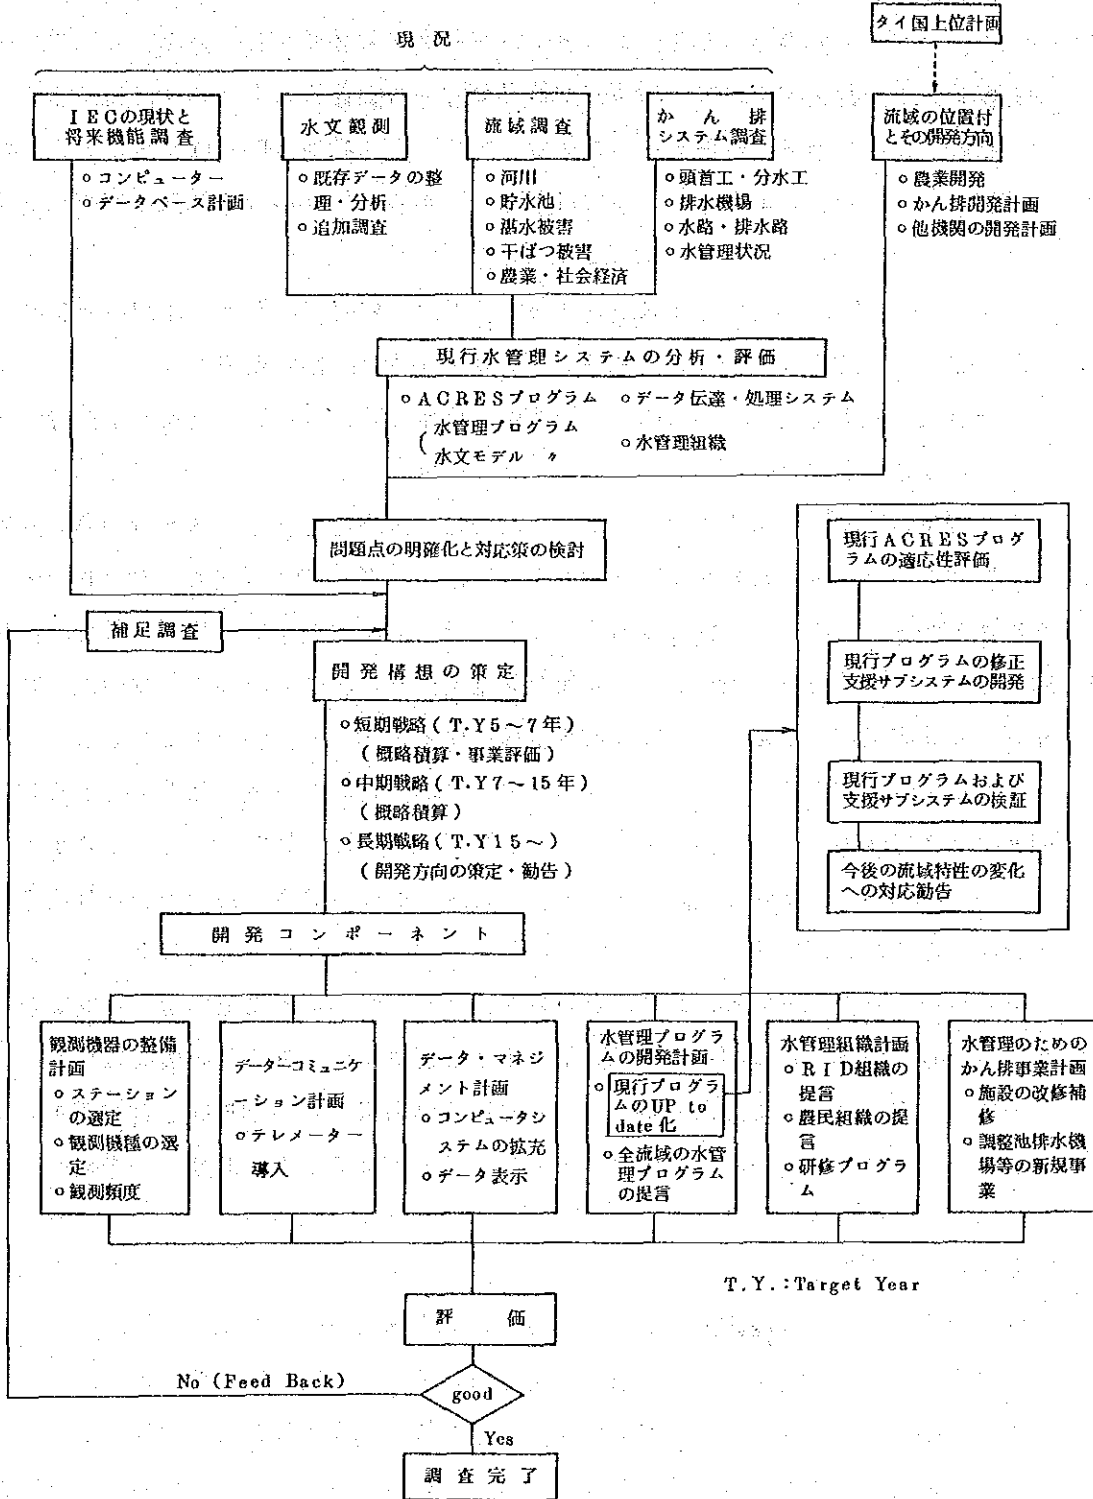 タイ国上位計画
現況
IECの現状と
将来機能調査
○コンピューター
○データベース計画
水文観測
○既存データの整
理・分析
○追加調査
流域調査
○河川
○貯水池
○湛水被害
○干ばつ被害
○農業・社会経済
かん排
システム調査
○頭首工・分水工
○排水機場
○水路・排水路
○水管理状況
流域の位置付
とその開発方向
○農業開発
○かん排開発計画
○他機関の開発計画
現行水管理システムの分析・評価
○ACRESプログラム
(水管理プログラム
水文モデル 〃
○データ伝達・処理システム
○水管理組織
問題点の明確化と対応策の検討
補足調査
開発構想の策定
○短期戦略(T.Y5～7年)
(概略積算・事業評価)
○中期戦略(T.Y7～15年)
(概略積算)
○長期戦略(T.Y15～)
(開発方向の策定・勧告)
現行ACRESプログ
ラムの適応性評価
現行プログラムの修正
支援サブシステムの開発
現行プログラムおよび
支援サブシステムの検証
今後の流域特性の変化
への対応勧告
開発コンポーネント
観測機器の整備
計画
○ステーション
の選定
○観測機種の選
定
○観測頻度
データーコミュニケ
ーション計画
○テレメーター
導入
データ・マネジ
メント計画
○コンピュータシ
ステムの拡充
○データ表示
水管理プログラ
ムの開発計画
○現行プログラ
ムのUP to
date化
○全流域の水管
理プログラム
の提言
水管理組織計画
○RID組織の
提言
○農民組織の提
言
○研修プログラ
ム
水管理のための
かん排事業計画
○施設の改修補
修
○調整池排水機
場等の新規事
業
T.Y.:Target Year
評価
No (Feed Back)
good
Yes
調査完了